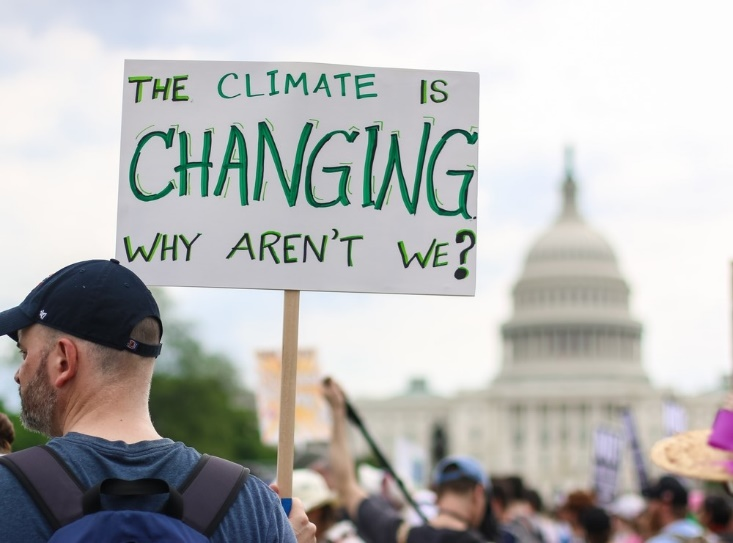 THE CLIMATE IS
CHANGING
WHY AREN'T WE?